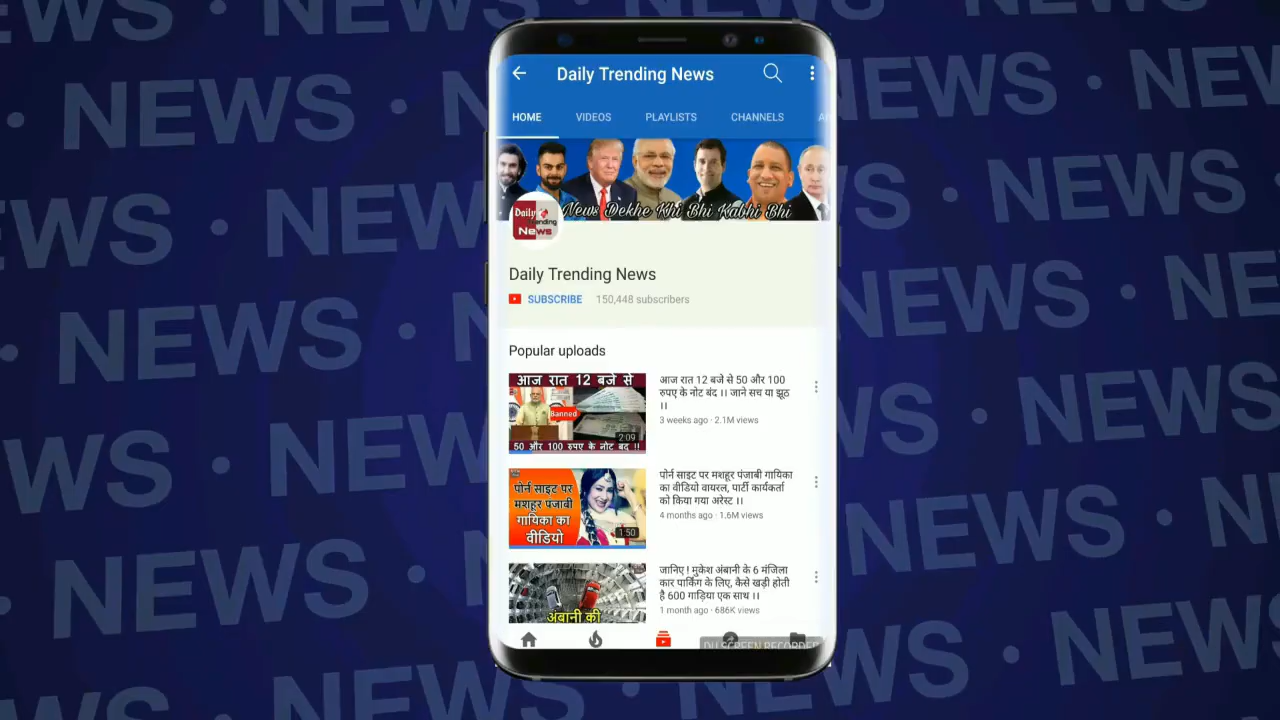 NEWS
Daily Trending News
HOME VIDEOS PLAYLISTS CHANNELS
News Dekhe Khi Bhi Kabhi Bhi
Daily
Trending
News
Daily Trending News
SUBSCRIBE 150,448 subscribers
Popular uploads
आज रात 12 बजे से
Banned
2:09
50 और 100 रुपए के नोट बंद !!
आज रात 12 बजे से 50 और 100
रुपए के नोट बंद ।। जाने सच या झूठ
।।
3 weeks ago · 2.1M views
पोर्न साइट पर
मशहूर पंजाबी
गायिका का
वीडियो
1:50
पोर्न साइट पर मशहूर पंजाबी गायिका
का वीडियो वायरल, पार्टी कार्यकर्ता
को किया गया अरेस्ट ।।
4 months ago · 1.6M views
अंबानी की
जानिए ! मुकेश अंबानी के 6 मंजिला
कार पार्किंग के लिए, कैसे खड़ी होती
है 600 गाड़िया एक साथ ।।
1 month ago · 686K views
DU SCREEN RECORDER